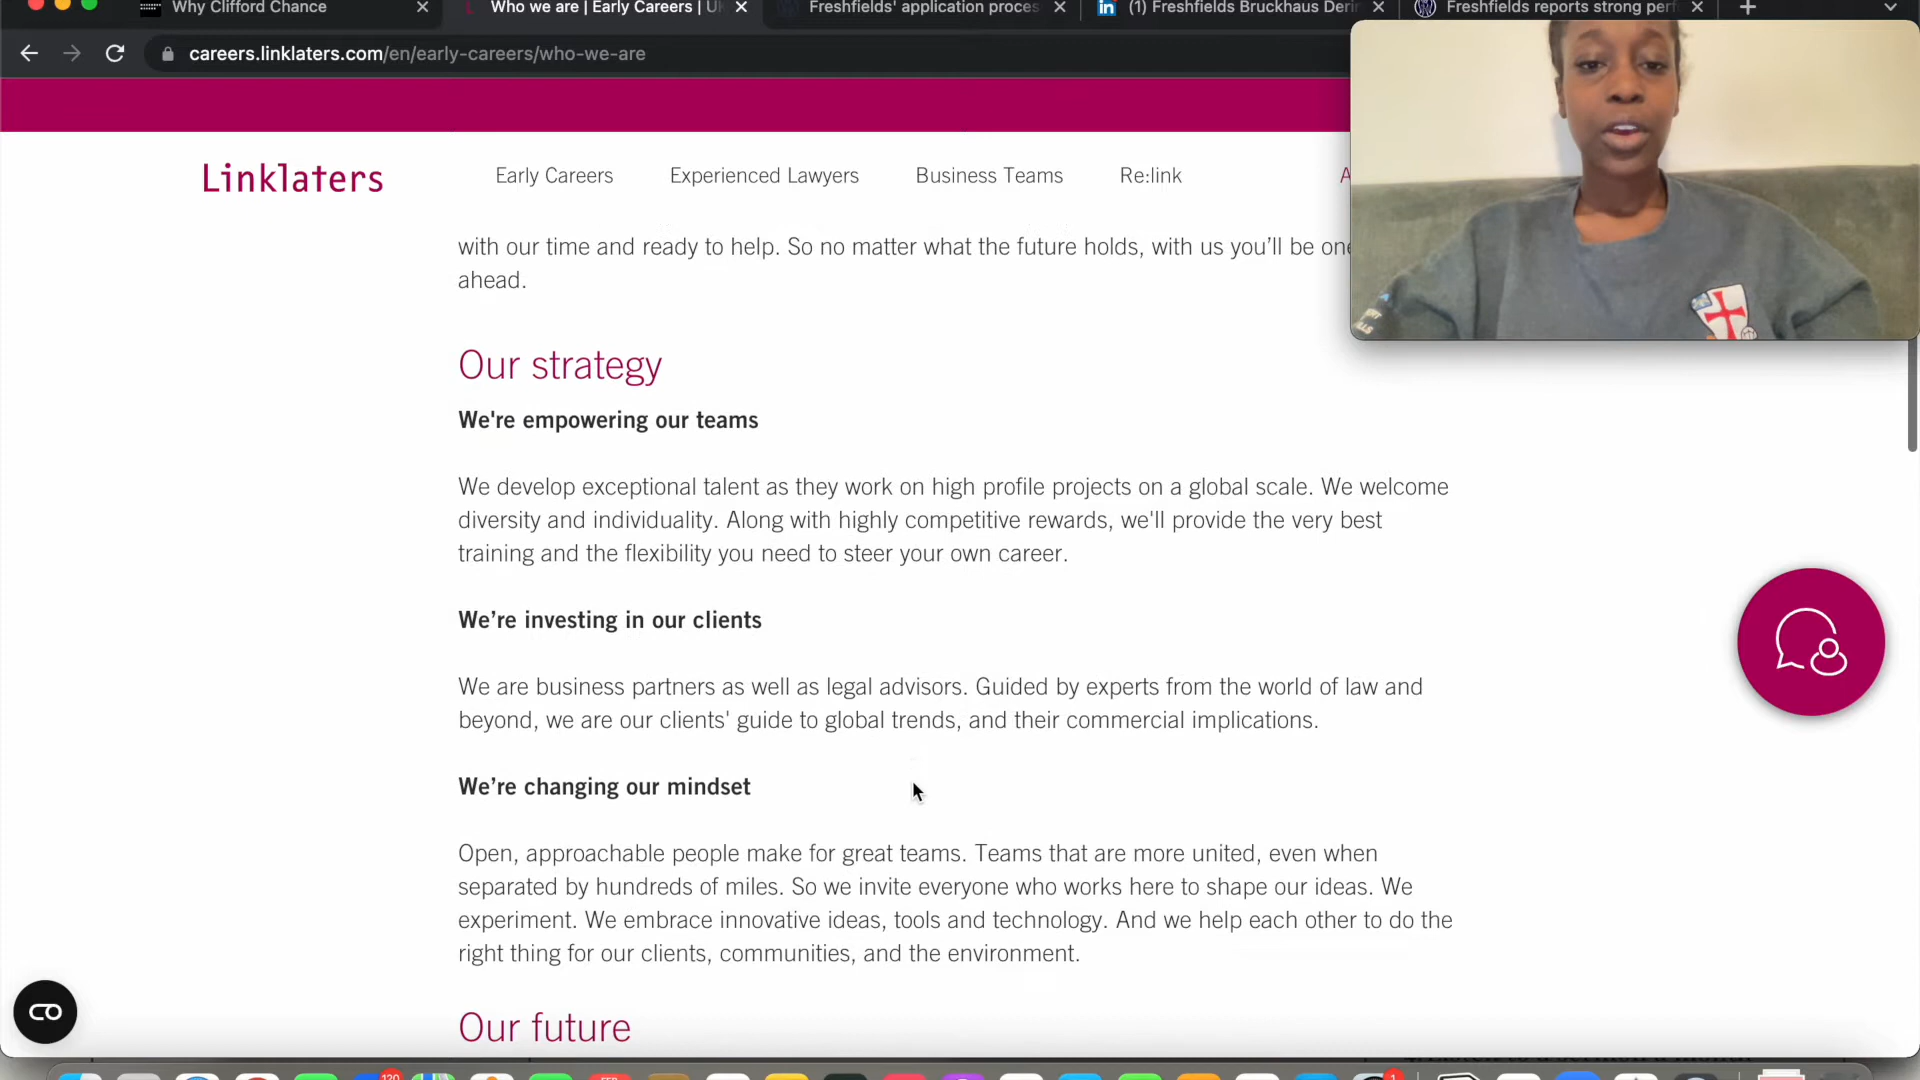 Why Clifford Chance
Who we are | Early Careers | UK
Freshfields' application proces
(1) Freshfields Bruckhaus Derin
Freshfields reports strong perf
careers.linklaters.com/en/early-careers/who-we-are
Linklaters
Early Careers
Experienced Lawyers
Business Teams
Re:link
A
with our time and ready to help. So no matter what the future holds, with us you’ll be one
ahead.
Our strategy
We're empowering our teams
We develop exceptional talent as they work on high profile projects on a global scale. We welcome
diversity and individuality. Along with highly competitive rewards, we'll provide the very best
training and the flexibility you need to steer your own career.
We’re investing in our clients
We are business partners as well as legal advisors. Guided by experts from the world of law and
beyond, we are our clients' guide to global trends, and their commercial implications.
We’re changing our mindset
Open, approachable people make for great teams. Teams that are more united, even when
separated by hundreds of miles. So we invite everyone who works here to shape our ideas. We
experiment. We embrace innovative ideas, tools and technology. And we help each other to do the
right thing for our clients, communities, and the environment.
Our future